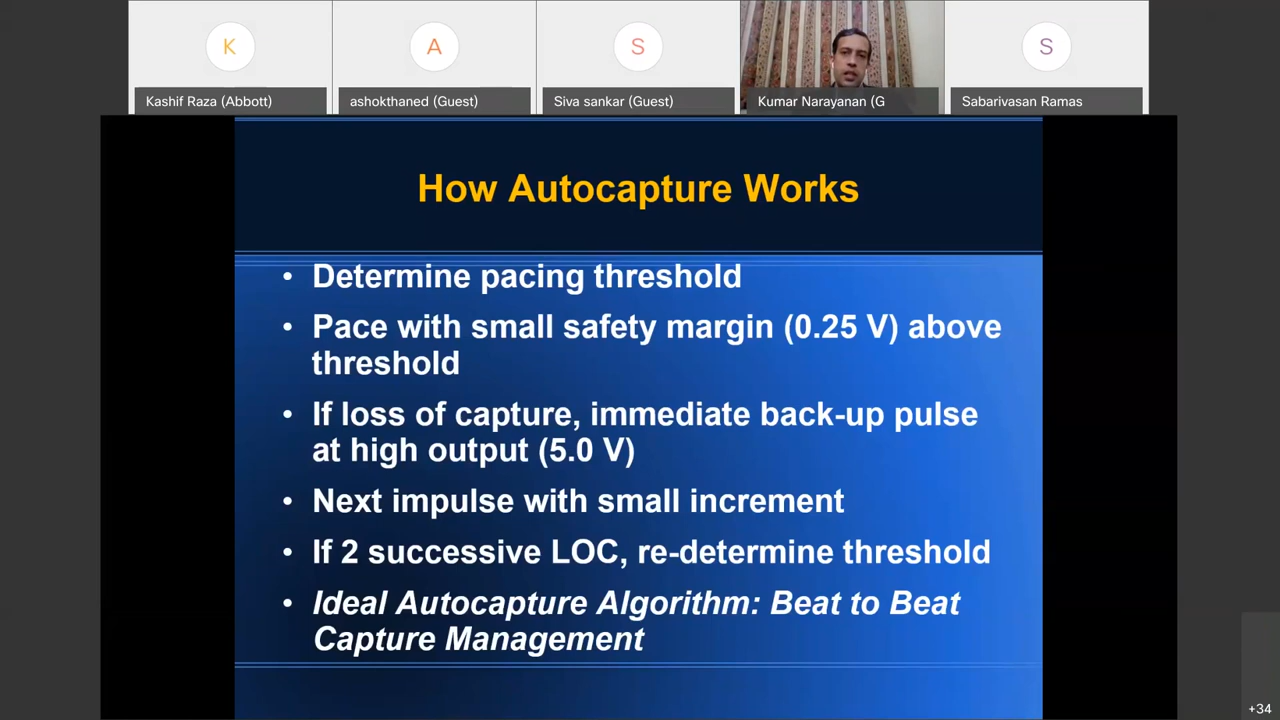 K
A
S
S
Kashif Raza (Abbott)
ashokthaned (Guest)
Siva sankar (Guest)
Kumar Narayanan (G
Sabarivasan Ramas
How Autocapture Works
• Determine pacing threshold
• Pace with small safety margin (0.25 V) above
threshold
• If loss of capture, immediate back-up pulse
at high output (5.0 V)
• Next impulse with small increment
• If 2 successive LOC, re-determine threshold
• Ideal Autocapture Algorithm: Beat to Beat
Capture Management
+34